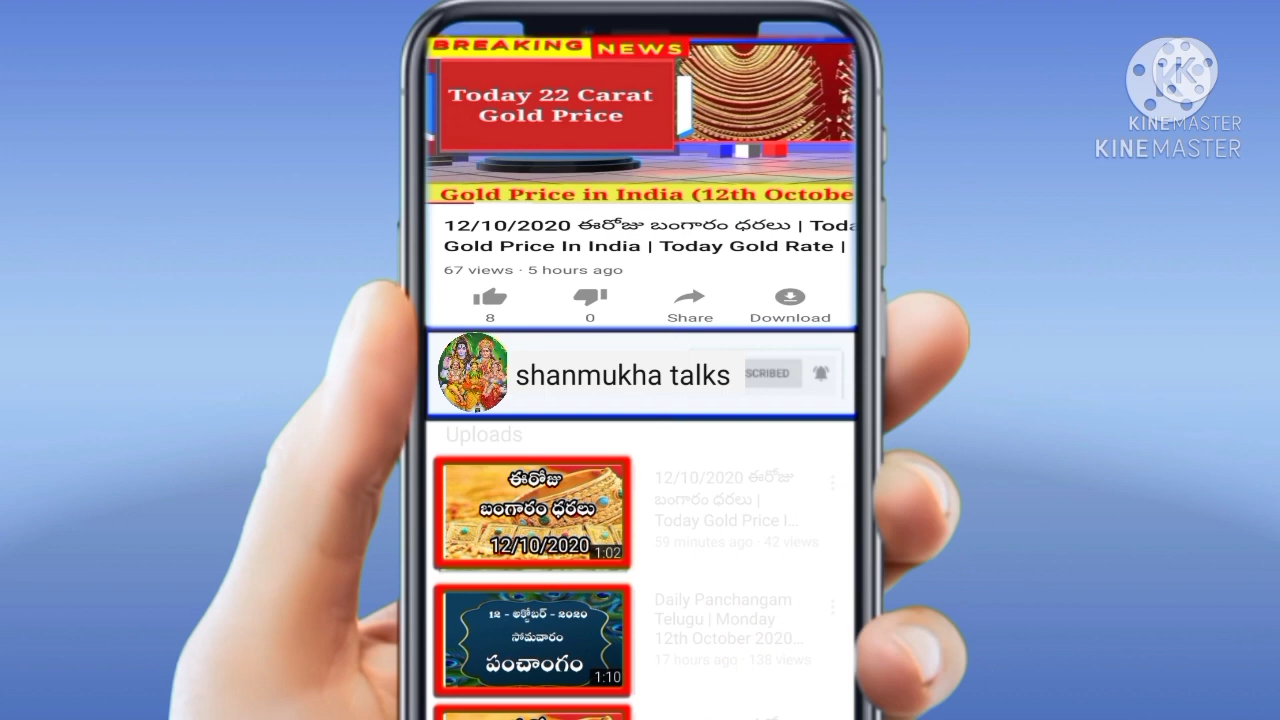 BREAKING NEWS
Today 22 Carat
Gold Price
Gold Price in India (12th Octobe
12/10/2020 ఈరోజు బంగారం ధరలు | Toda
Gold Price In India | Today Gold Rate |
67 views · 5 hours ago
8
0
Share
Download
shanmukha talks
SCRIBED
Uploads
ఈరోజు
బంగారం ధరలు
12/10/2020
1:02
12/10/2020 ఈరోజు
బంగారం ధరలు |
Today Gold Price I...
59 minutes ago · 42 views
12 - అక్టోబర్ - 2020
సోమవారం
పంచాంగం
1:10
Daily Panchangam
Telugu | Monday
12th October 2020...
17 hours ago · 138 views
KINEMASTER
KINEMASTER